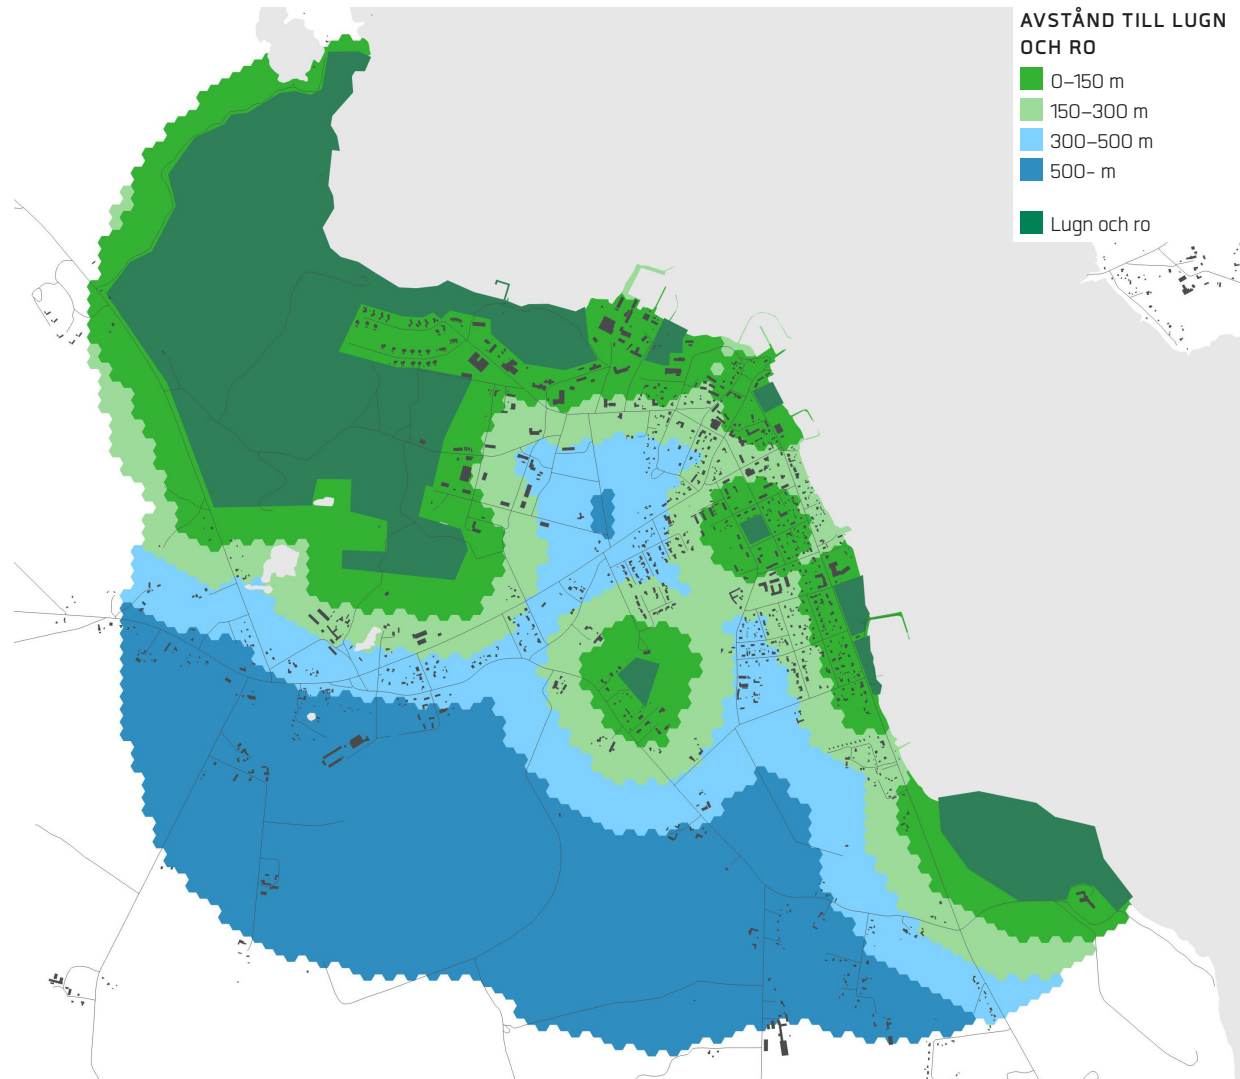 AVSTÅND TILL LUGN
OCH RO
0–150 m
150–300 m
300–500 m
500- m
Lugn och ro